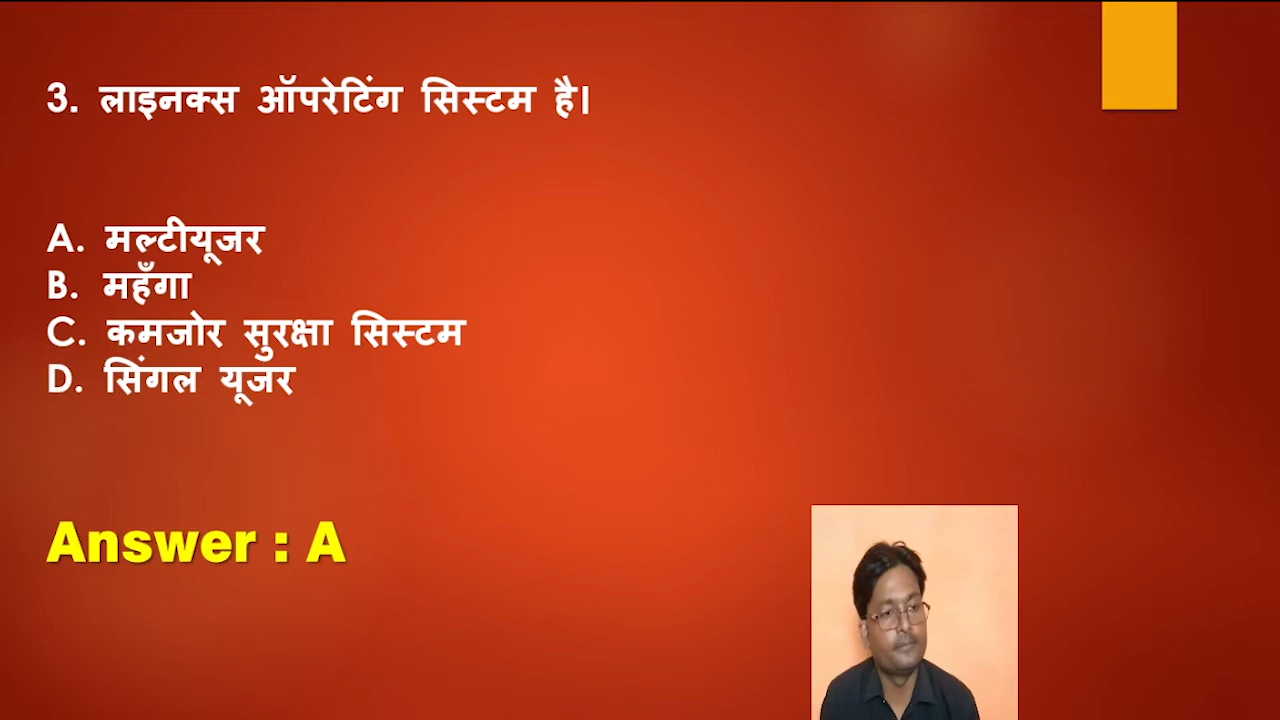 3. लाइनक्स ऑपरेटिंग सिस्टम है।
A. मल्टीयूजर
B. महँगा
C. कमजोर सुरक्षा सिस्टम
D. सिंगल यूजर
Answer : A